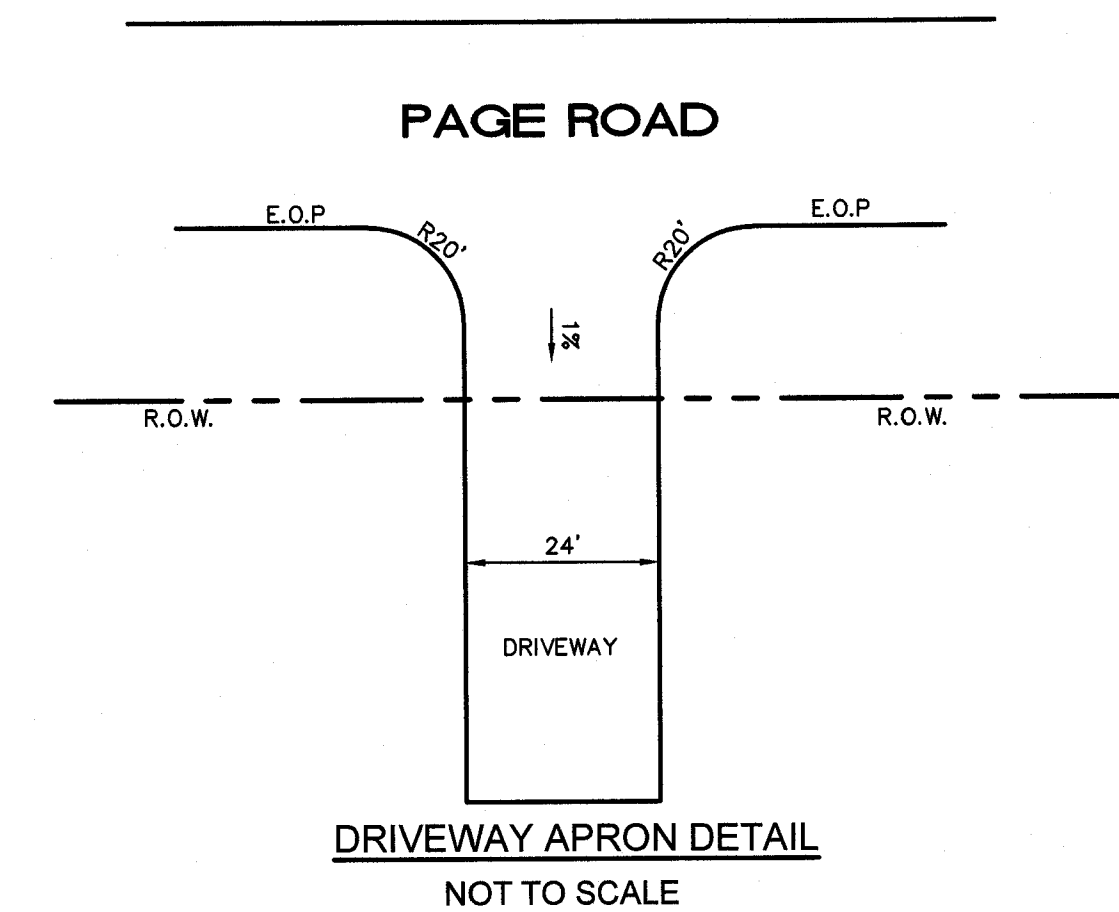 PAGE ROAD
E.O.P
E.O.P
R20'
R20'
1%
R.O.W.
R.O.W.
24'
DRIVEWAY
DRIVEWAY APRON DETAIL
NOT TO SCALE